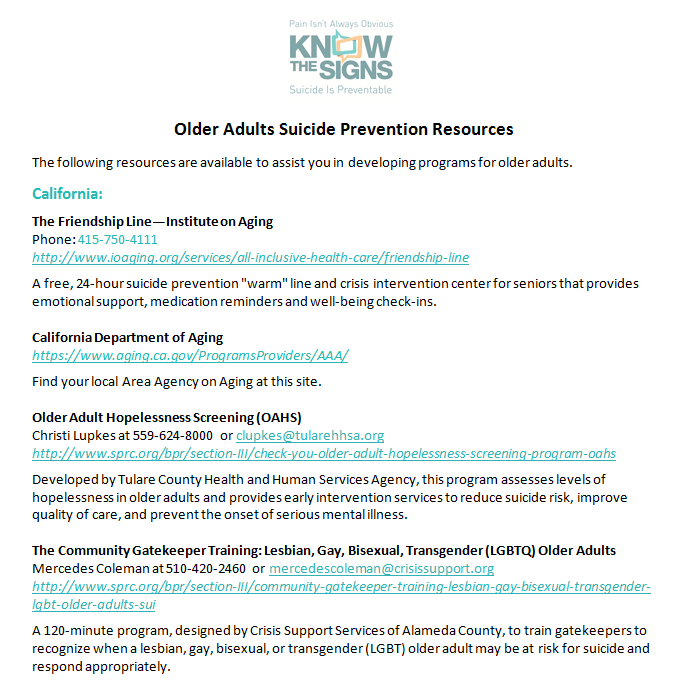 Pain Isn't Always Obvious
KNOW
THE SIGNS
Suicide Is Preventable
Older Adults Suicide Prevention Resources
The following resources are available to assist you in developing programs for older adults.
California:
The Friendship Line—Institute on Aging
Phone: 415-750-4111
http://www.ioaging.org/services/all-inclusive-health-care/friendship-line
A free, 24-hour suicide prevention "warm" line and crisis intervention center for seniors that provides
emotional support, medication reminders and well-being check-ins.
California Department of Aging
https://www.aging.ca.gov/ProgramsProviders/AAA/
Find your local Area Agency on Aging at this site.
Older Adult Hopelessness Screening (OAHS)
Christi Lupkes at 559-624-8000 or clupkes@tularehhsa.org
http://www.sprc.org/bpr/section-III/check-you-older-adult-hopelessness-screening-program-oahs
Developed by Tulare County Health and Human Services Agency, this program assesses levels of
hopelessness in older adults and provides early intervention services to reduce suicide risk, improve
quality of care, and prevent the onset of serious mental illness.
The Community Gatekeeper Training: Lesbian, Gay, Bisexual, Transgender (LGBTQ) Older Adults
Mercedes Coleman at 510-420-2460 or mercedescoleman@crisissupport.org
http://www.sprc.org/bpr/section-III/community-gatekeeper-training-lesbian-gay-bisexual-transgender-
lgbt-older-adults-sui
A 120-minute program, designed by Crisis Support Services of Alameda County, to train gatekeepers to
recognize when a lesbian, gay, bisexual, or transgender (LGBT) older adult may be at risk for suicide and
respond appropriately.